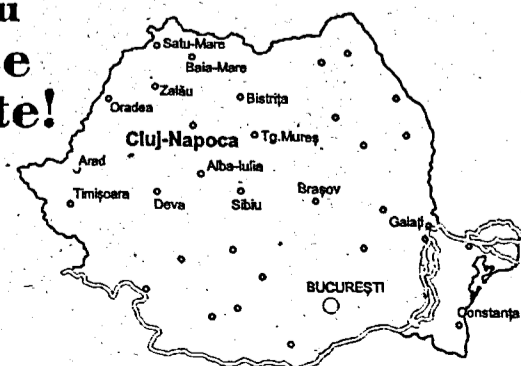 u
e
te!
Satu-Mare
Baia-Mare
Zalău
Oradea
Bistrița
Cluj-Napoca
Tg.Mureș
Arad
Alba-Iulia
Timișoara
Deva
Sibiu
Brașov
Galați
BUCUREȘTI
Constanța